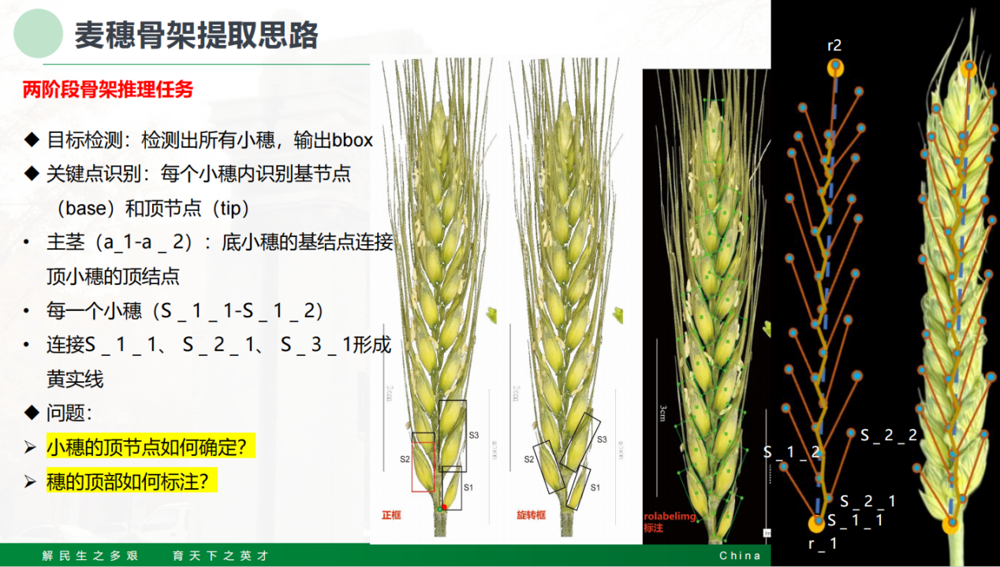 麦穗骨架提取思路
两阶段骨架推理任务
◆ 目标检测：检测出所有小穗，输出bbox
◆ 关键点识别：每个小穗内识别基节点
（base）和顶节点（tip）
• 主茎（a_1-a _ 2）：底小穗的基结点连接
顶小穗的顶结点
• 每一个小穗（S _ 1 _ 1-S _ 1 _ 2）
• 连接S _ 1 _ 1、 S _ 2 _ 1、 S _ 3 _ 1形成
黄实线
◆ 问题：
➢ 小穗的顶节点如何确定？
➢ 穗的顶部如何标注？
S3
S2
S1
正框
S3
S2
S1
旋转框
3cm
rolabelimg
标注
r2
S _ 2 _ 2
S _ 1 _ 2
S _ 2 _ 1
S _ 1 _ 1
r _ 1
解民生之多艰 育天下之英才
China